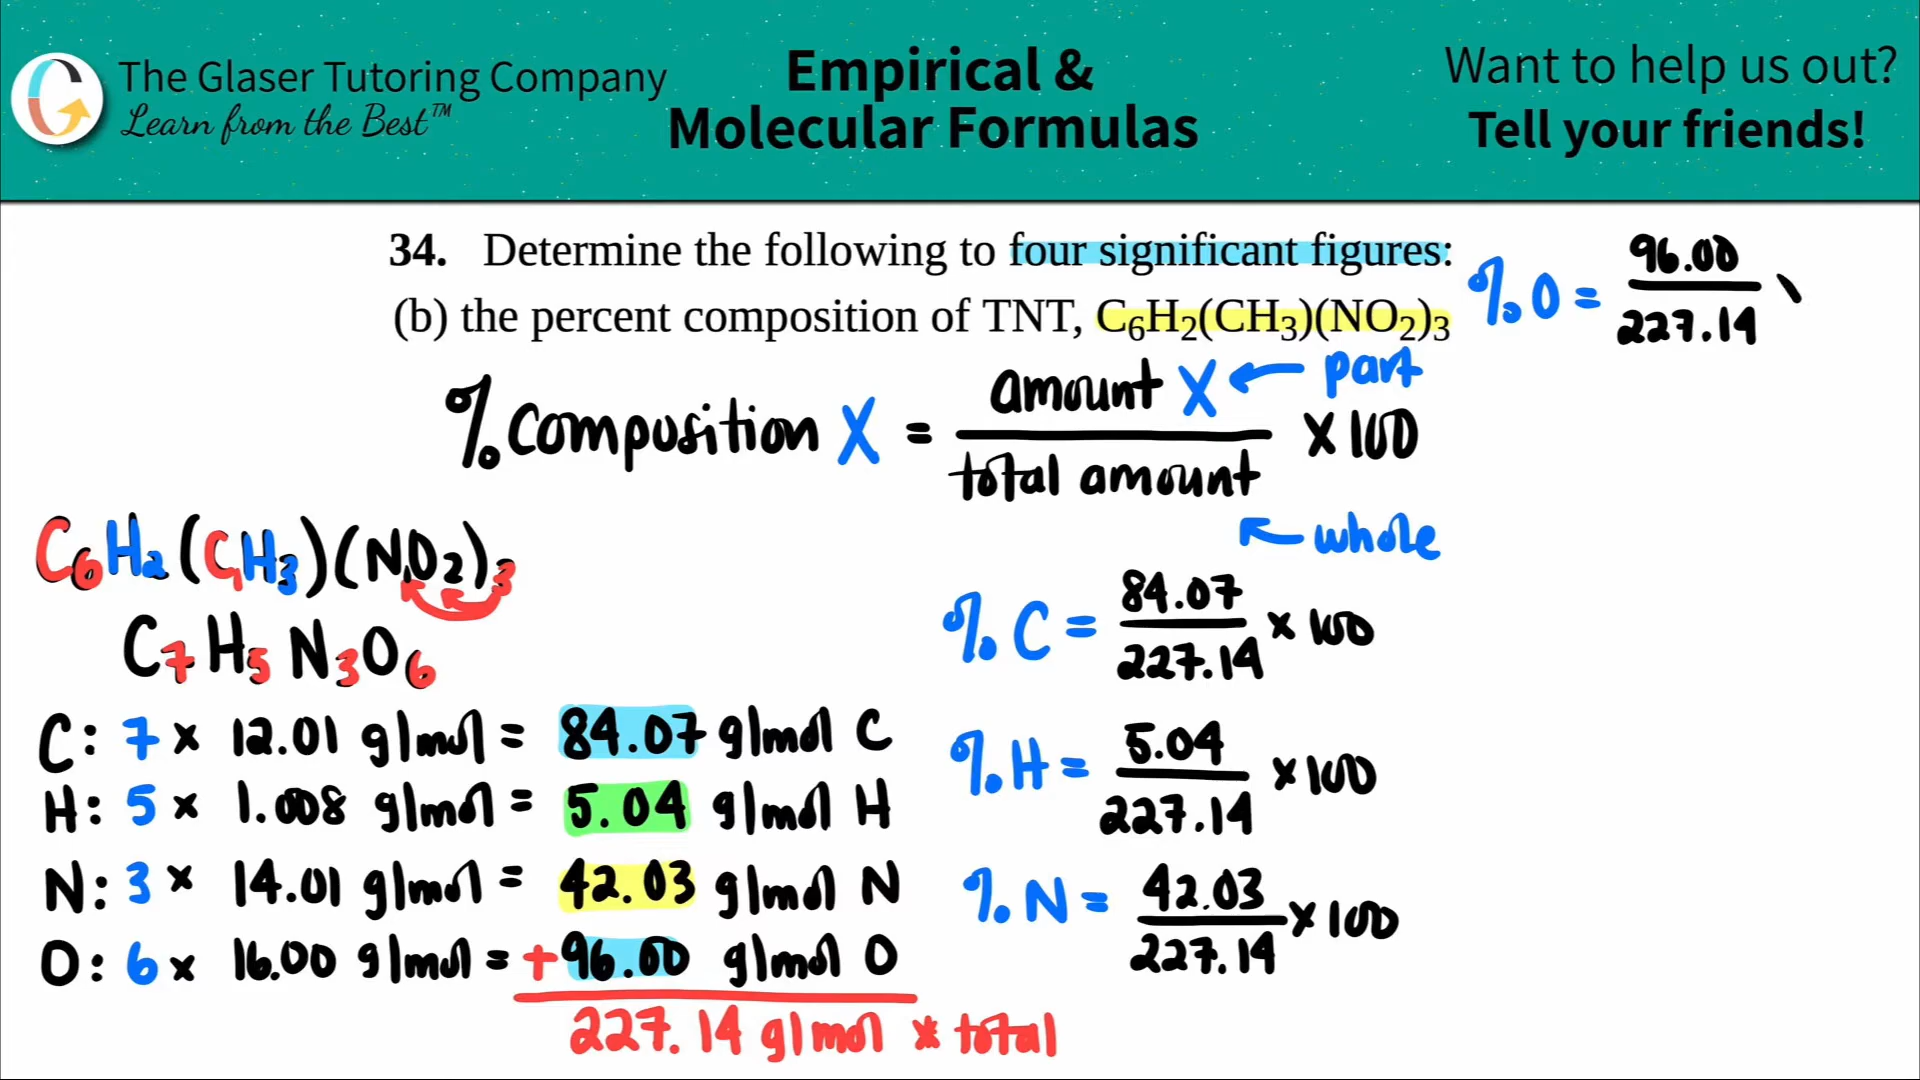 The Glaser Tutoring Company
Learn from the Best™
Empirical &
Molecular Formulas
Want to help us out?
Tell your friends!
34. Determine the following to four significant figures:
(b) the percent composition of TNT, C₆H₂(CH₃)(NO₂)₃
%O = 96.00
227.14
% Composition X = amount X ← part
total amount × 100
← whole
C₆H₂(C₁H₃)(N₁O₂)₃
C₇H₅N₃O₆
C: 7 × 12.01 g/mol = 84.07 g/mol C
H: 5 × 1.008 g/mol = 5.04 g/mol H
N: 3 × 14.01 g/mol = 42.03 g/mol N
O: 6 × 16.00 g/mol = + 96.00 g/mol O
227.14 g/mol * total
% C = 84.07
227.14 × 100
% H = 5.04
227.14 × 100
% N = 42.03
227.14 × 100